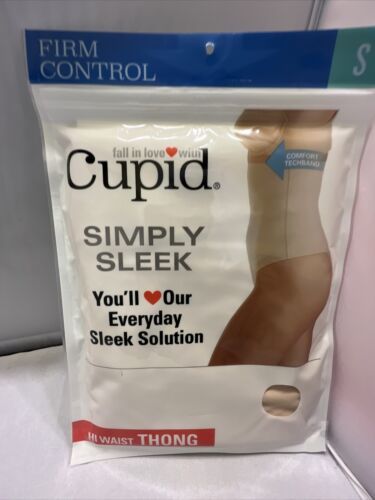 FIRM
CONTROL
S
fall in love with
Cupid®
COMFORT
TECHBAND
SIMPLY
SLEEK
You'll ❤ Our
Everyday
Sleek Solution
HI WAIST THONG